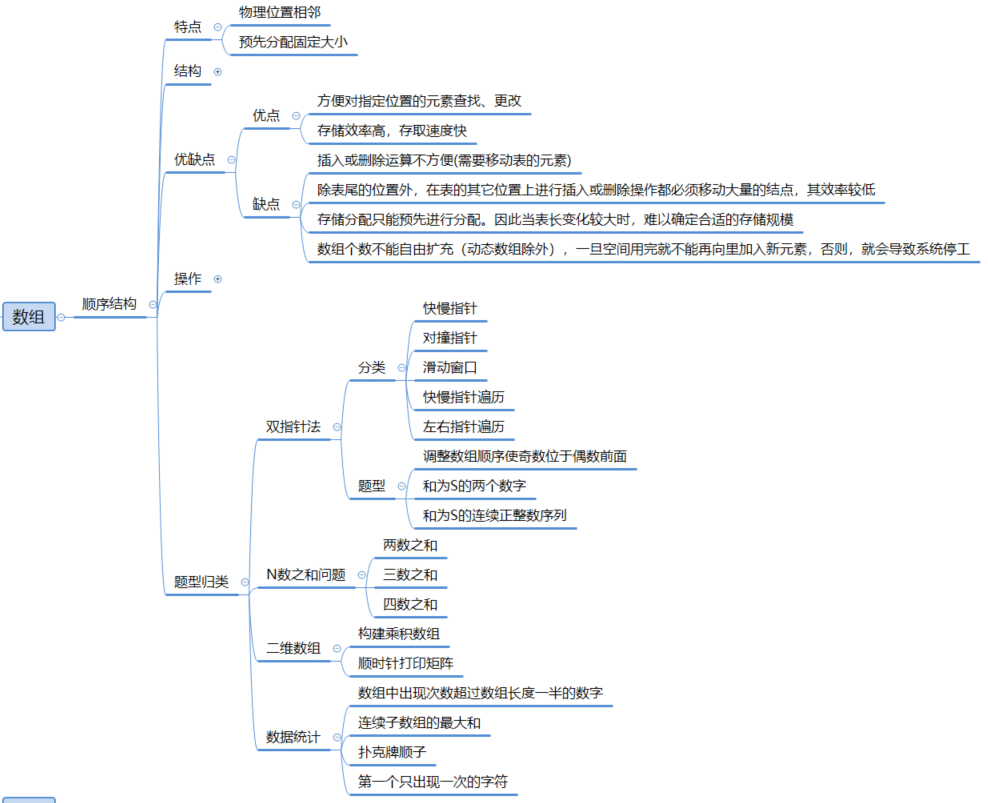 特点
物理位置相邻
预先分配固定大小
结构
优缺点
优点
方便对指定位置的元素查找、更改
存储效率高，存取速度快
缺点
插入或删除运算不方便(需要移动表的元素)
除表尾的位置外，在表的其它位置上进行插入或删除操作都必须移动大量的结点，其效率较低
存储分配只能预先进行分配。因此当表长变化较大时，难以确定合适的存储规模
数组个数不能自由扩充（动态数组除外），一旦空间用完就不能再向里加入新元素，否则，就会导致系统停工
操作
数组
顺序结构
题型归类
双指针法
分类
快慢指针
对撞指针
滑动窗口
快慢指针遍历
左右指针遍历
题型
调整数组顺序使奇数位于偶数前面
和为S的两个数字
和为S的连续正整数序列
N数之和问题
两数之和
三数之和
四数之和
二维数组
构建乘积数组
顺时针打印矩阵
数据统计
数组中出现次数超过数组长度一半的数字
连续子数组的最大和
扑克牌顺子
第一个只出现一次的字符